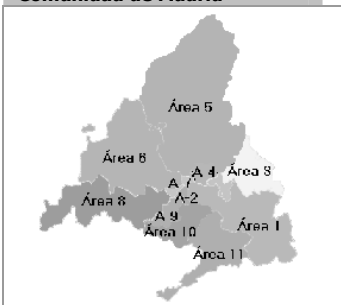 Comunidad de Madrid
Área 5
Área 6
A-4
Área 3
A-7
A-2
Área 8
A-9
Área 1
Área 10
Área 11